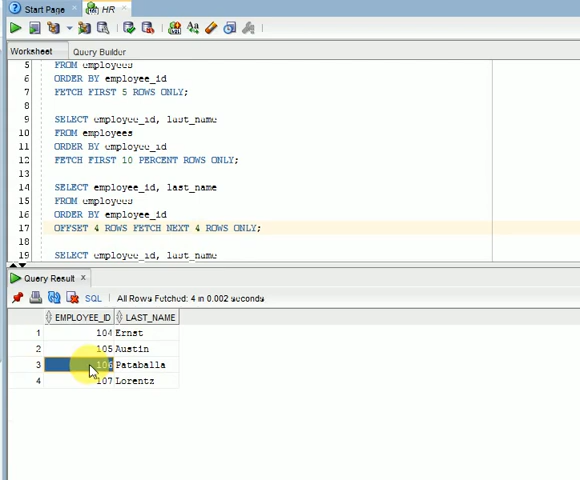 Start Page
HR
Worksheet
Query Builder
5 FROM employees
6 ORDER BY employee_id
7 FETCH FIRST 5 ROWS ONLY;
8
9 SELECT employee_id, last_name
10 FROM employees
11 ORDER BY employee_id
12 FETCH FIRST 10 PERCENT ROWS ONLY;
13
14 SELECT employee_id, last_name
15 FROM employees
16 ORDER BY employee_id
17 OFFSET 4 ROWS FETCH NEXT 4 ROWS ONLY;
18
19 SELECT employee_id, last_name
Query Result
SQL All Rows Fetched: 4 in 0.002 seconds
EMPLOYEE_ID LAST_NAME
1 104 Ernst
2 105 Austin
3 106 Pataballa
4 107 Lorentz